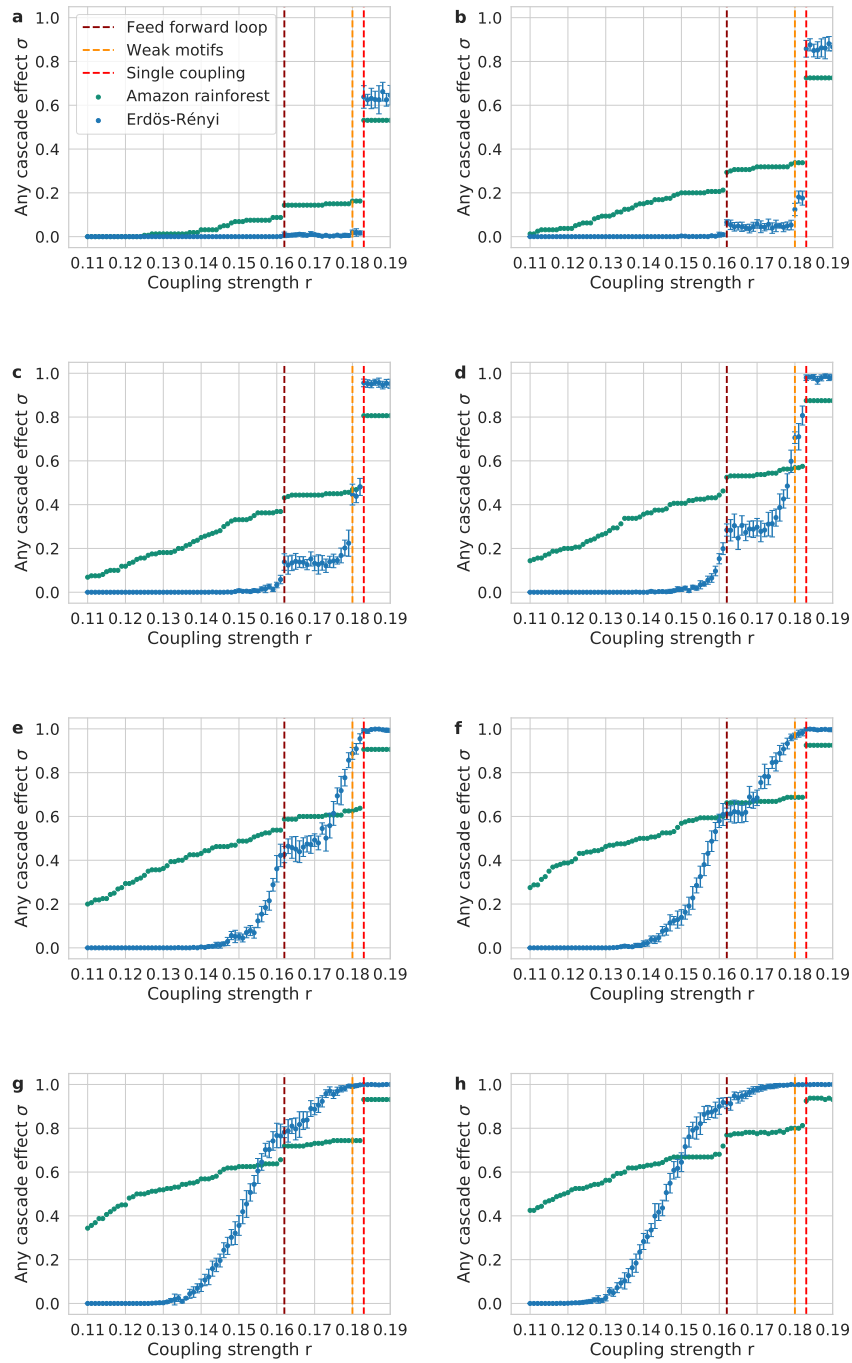 a
1.0
0.8
0.6
0.4
0.2
0.0
Any cascade effect σ
Feed forward loop
Weak motifs
Single coupling
Amazon rainforest
Erdös-Rényi
0.11 0.12 0.13 0.14 0.15 0.16 0.17 0.18 0.19
Coupling strength r
b
1.0
0.8
0.6
0.4
0.2
0.0
Any cascade effect σ
0.11 0.12 0.13 0.14 0.15 0.16 0.17 0.18 0.19
Coupling strength r
c
1.0
0.8
0.6
0.4
0.2
0.0
Any cascade effect σ
0.11 0.12 0.13 0.14 0.15 0.16 0.17 0.18 0.19
Coupling strength r
d
1.0
0.8
0.6
0.4
0.2
0.0
Any cascade effect σ
0.11 0.12 0.13 0.14 0.15 0.16 0.17 0.18 0.19
Coupling strength r
e
1.0
0.8
0.6
0.4
0.2
0.0
Any cascade effect σ
0.11 0.12 0.13 0.14 0.15 0.16 0.17 0.18 0.19
Coupling strength r
f
1.0
0.8
0.6
0.4
0.2
0.0
Any cascade effect σ
0.11 0.12 0.13 0.14 0.15 0.16 0.17 0.18 0.19
Coupling strength r
g
1.0
0.8
0.6
0.4
0.2
0.0
Any cascade effect σ
0.11 0.12 0.13 0.14 0.15 0.16 0.17 0.18 0.19
Coupling strength r
h
1.0
0.8
0.6
0.4
0.2
0.0
Any cascade effect σ
0.11 0.12 0.13 0.14 0.15 0.16 0.17 0.18 0.19
Coupling strength r